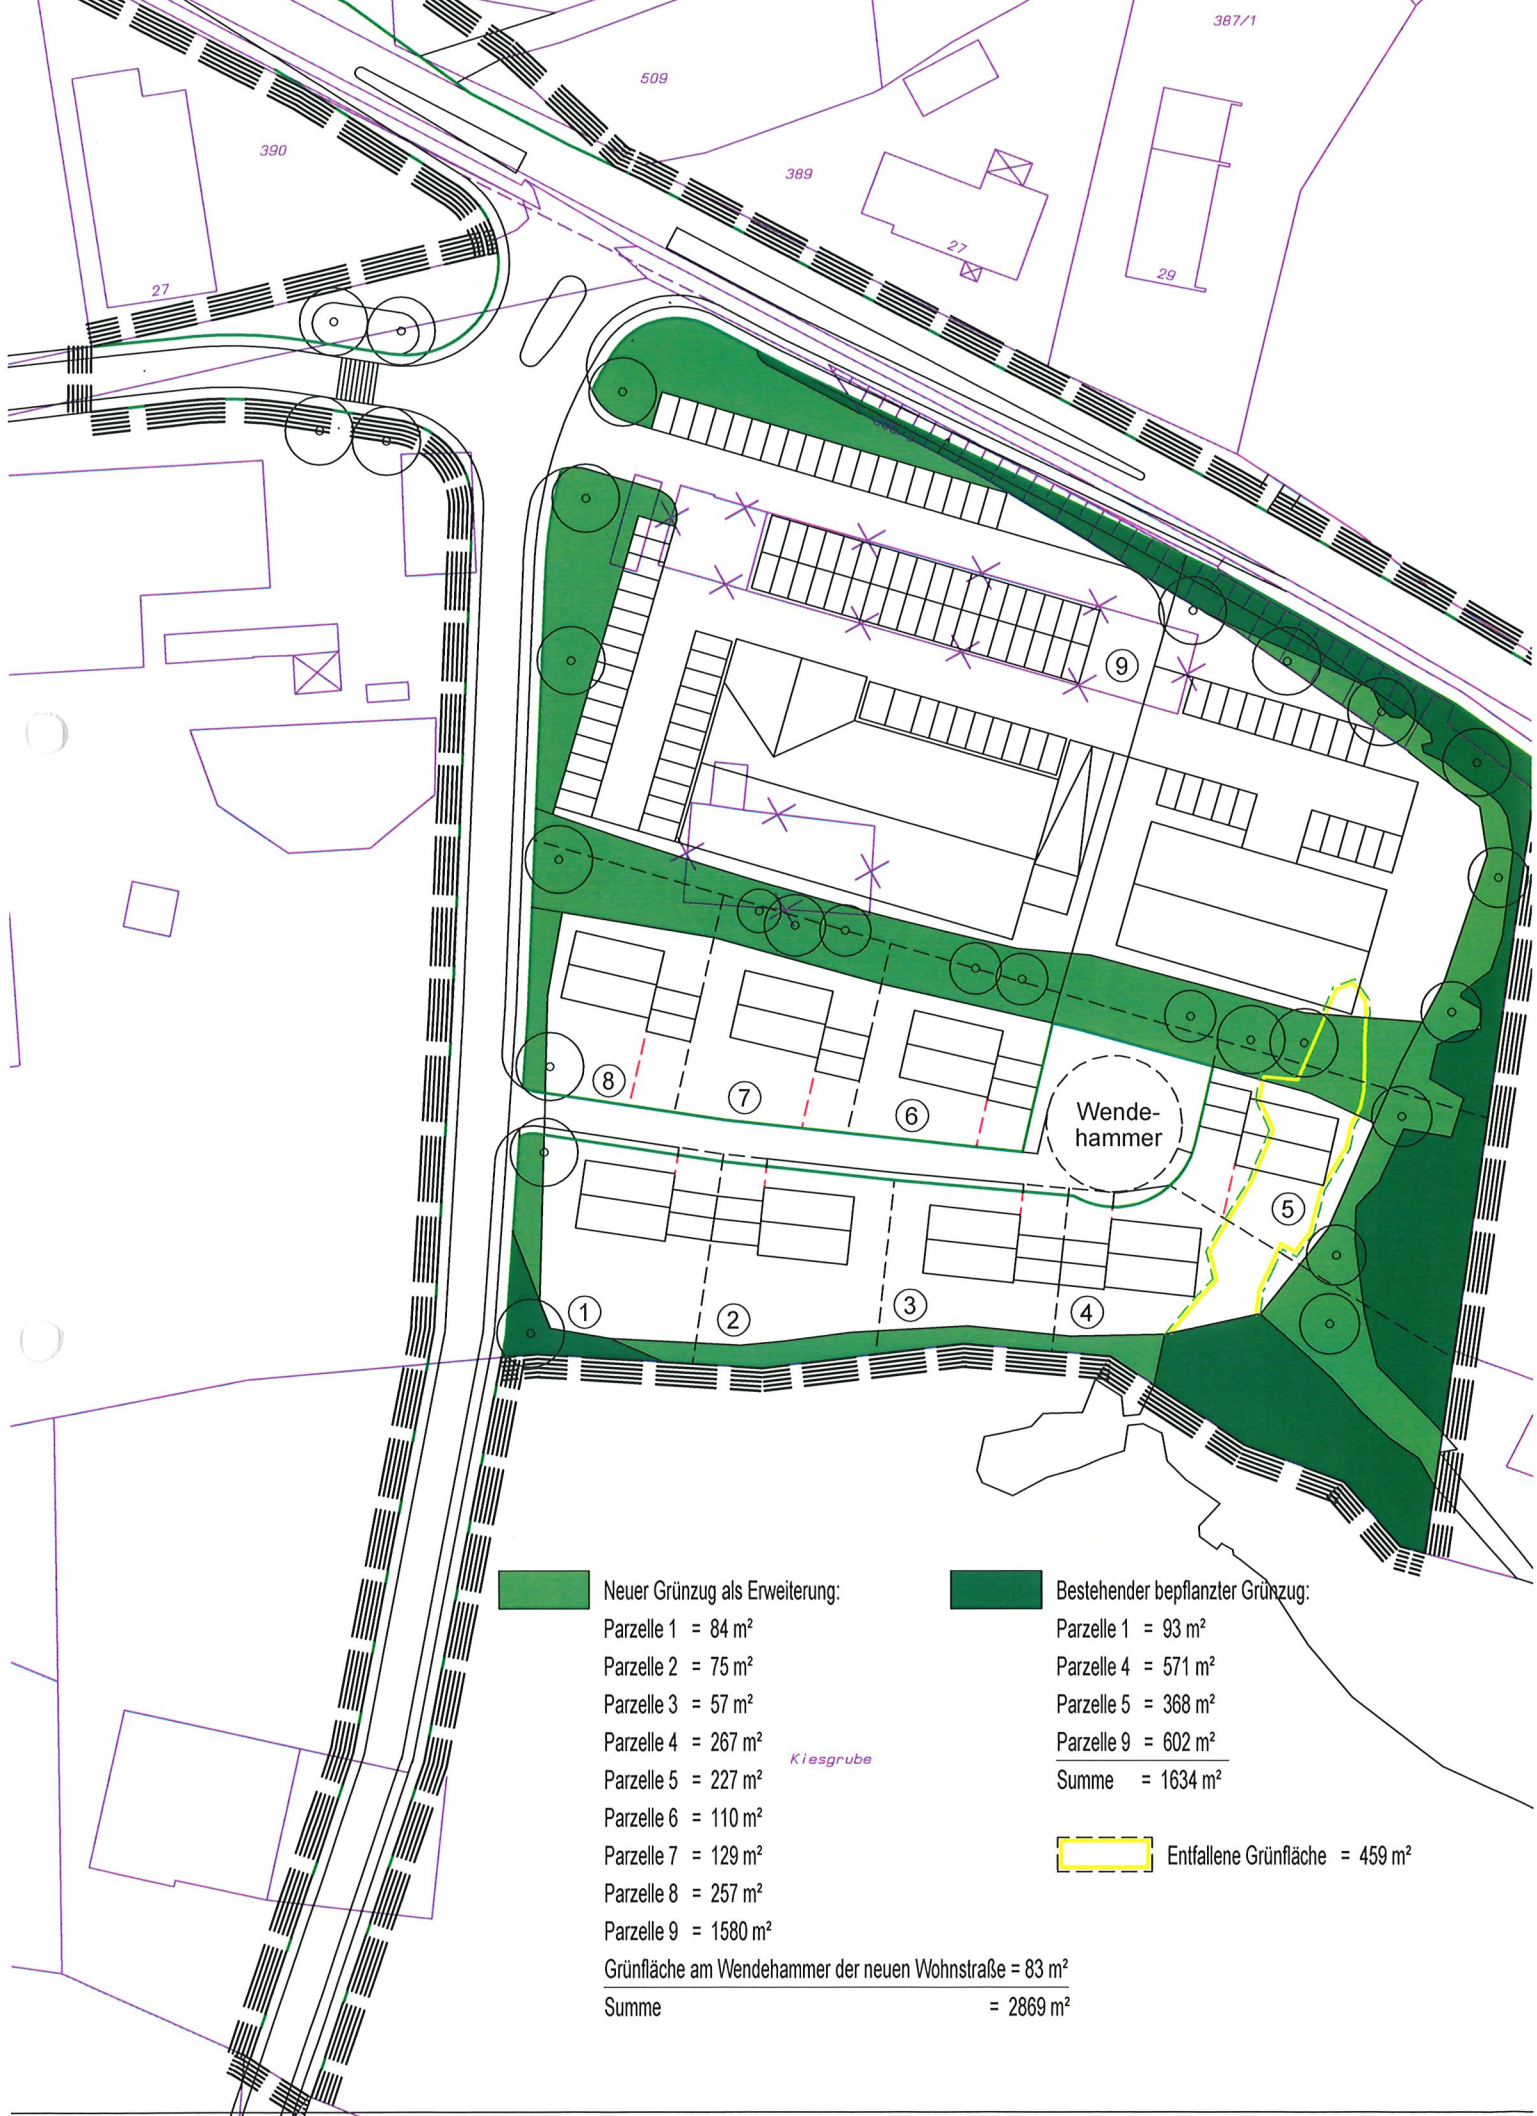 387/1
509
390
389
27
29
27
9
8
7
6
Wende-
hammer
5
1
2
3
4
Neuer Grünzug als Erweiterung:
Parzelle 1 = 84 m²
Parzelle 2 = 75 m²
Parzelle 3 = 57 m²
Parzelle 4 = 267 m²
Parzelle 5 = 227 m²
Parzelle 6 = 110 m²
Parzelle 7 = 129 m²
Parzelle 8 = 257 m²
Parzelle 9 = 1580 m²
Grünfläche am Wendehammer der neuen Wohnstraße = 83 m²
Summe = 2869 m²
Kiesgrube
Bestehender bepflanzter Grünzug:
Parzelle 1 = 93 m²
Parzelle 4 = 571 m²
Parzelle 5 = 368 m²
Parzelle 9 = 602 m²
Summe = 1634 m²
Entfallene Grünfläche = 459 m²